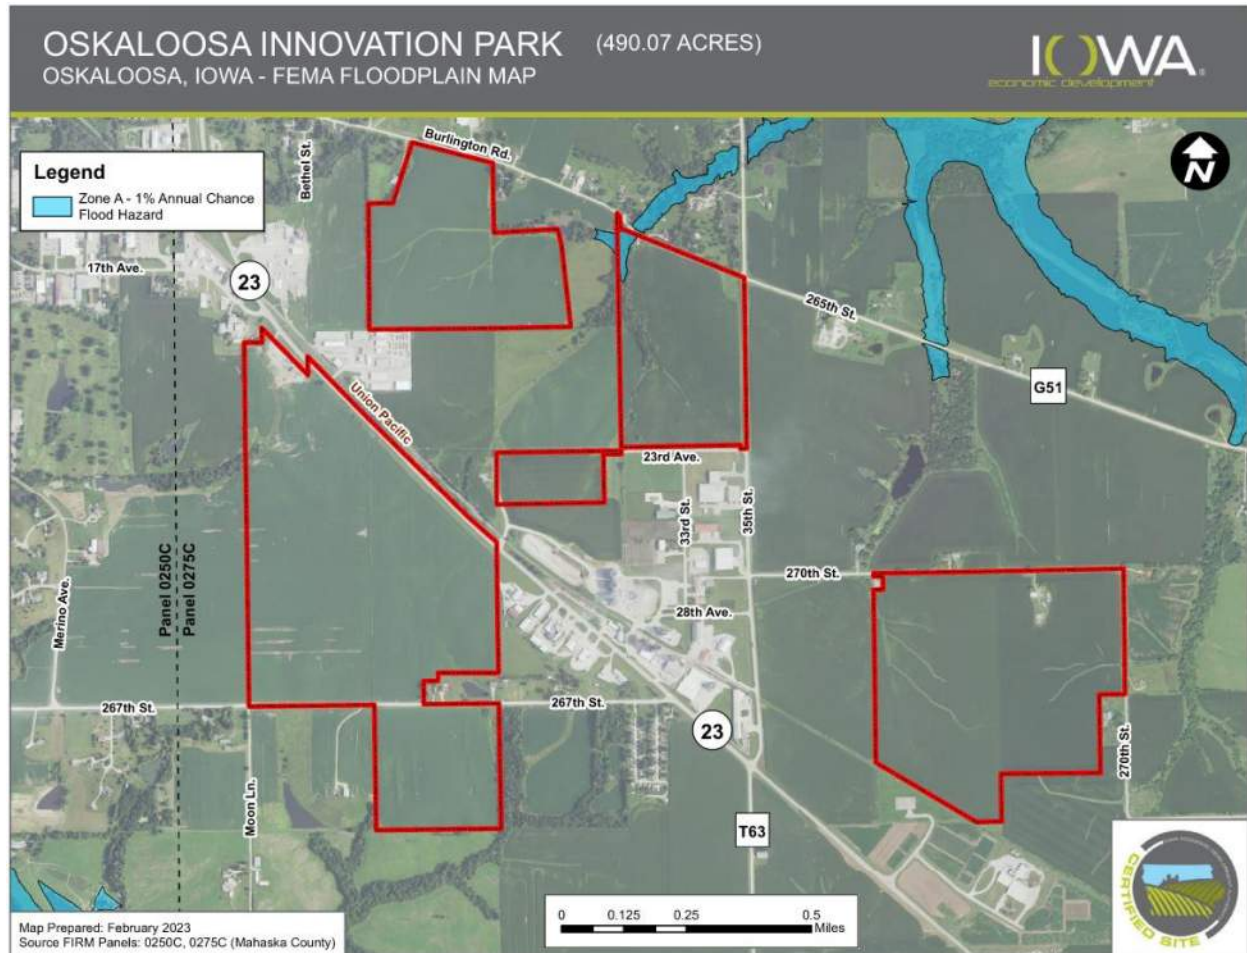 OSKALOOSA INNOVATION PARK (490.07 ACRES)
OSKALOOSA, IOWA - FEMA FLOODPLAIN MAP
IOWA
economic development
Legend
Zone A - 1% Annual Chance
Flood Hazard
Bethel St.
Burlington Rd.
N
17th Ave.
23
265th St.
G51
Union Pacific
23rd Ave.
33rd St.
35th St.
Panel 0250C
Panel 0275C
Merino Ave.
270th St.
28th Ave.
267th St.
267th St.
23
270th St.
Moon Ln.
T63
0 0.125 0.25 0.5
Miles
CERTIFIED SITE
Map Prepared: February 2023
Source FIRM Panels: 0250C, 0275C (Mahaska County)